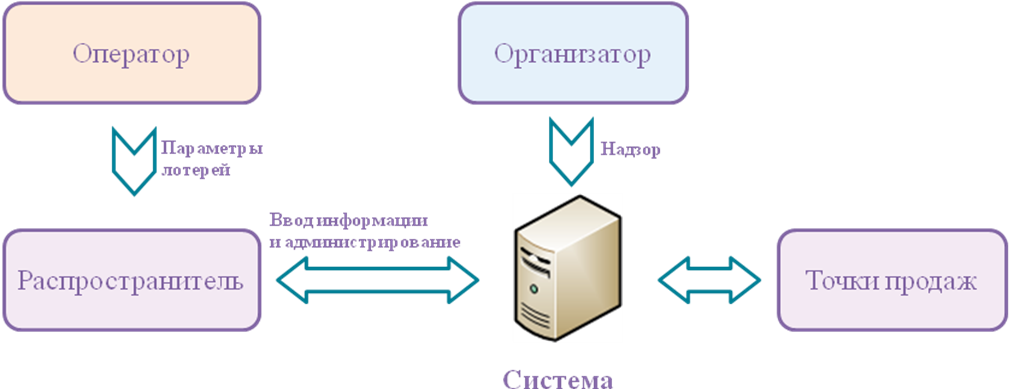 Оператор
Организатор
Параметры
лотерей
Надзор
Ввод информации
и администрирование
Распространитель
Точки продаж
Система